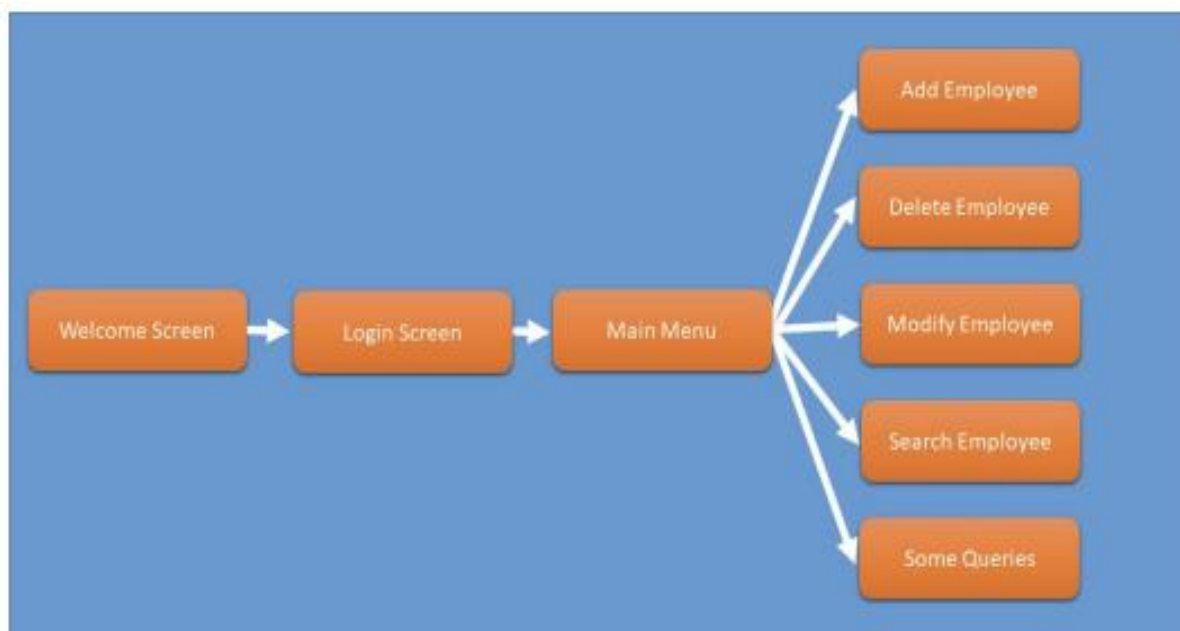 Welcome Screen
Login Screen
Main Menu
Add Employee
Delete Employee
Modify Employee
Search Employee
Some Queries